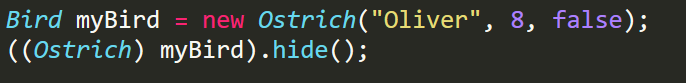 Bird myBird = new Ostrich("Oliver", 8, false);
((Ostrich) myBird).hide();